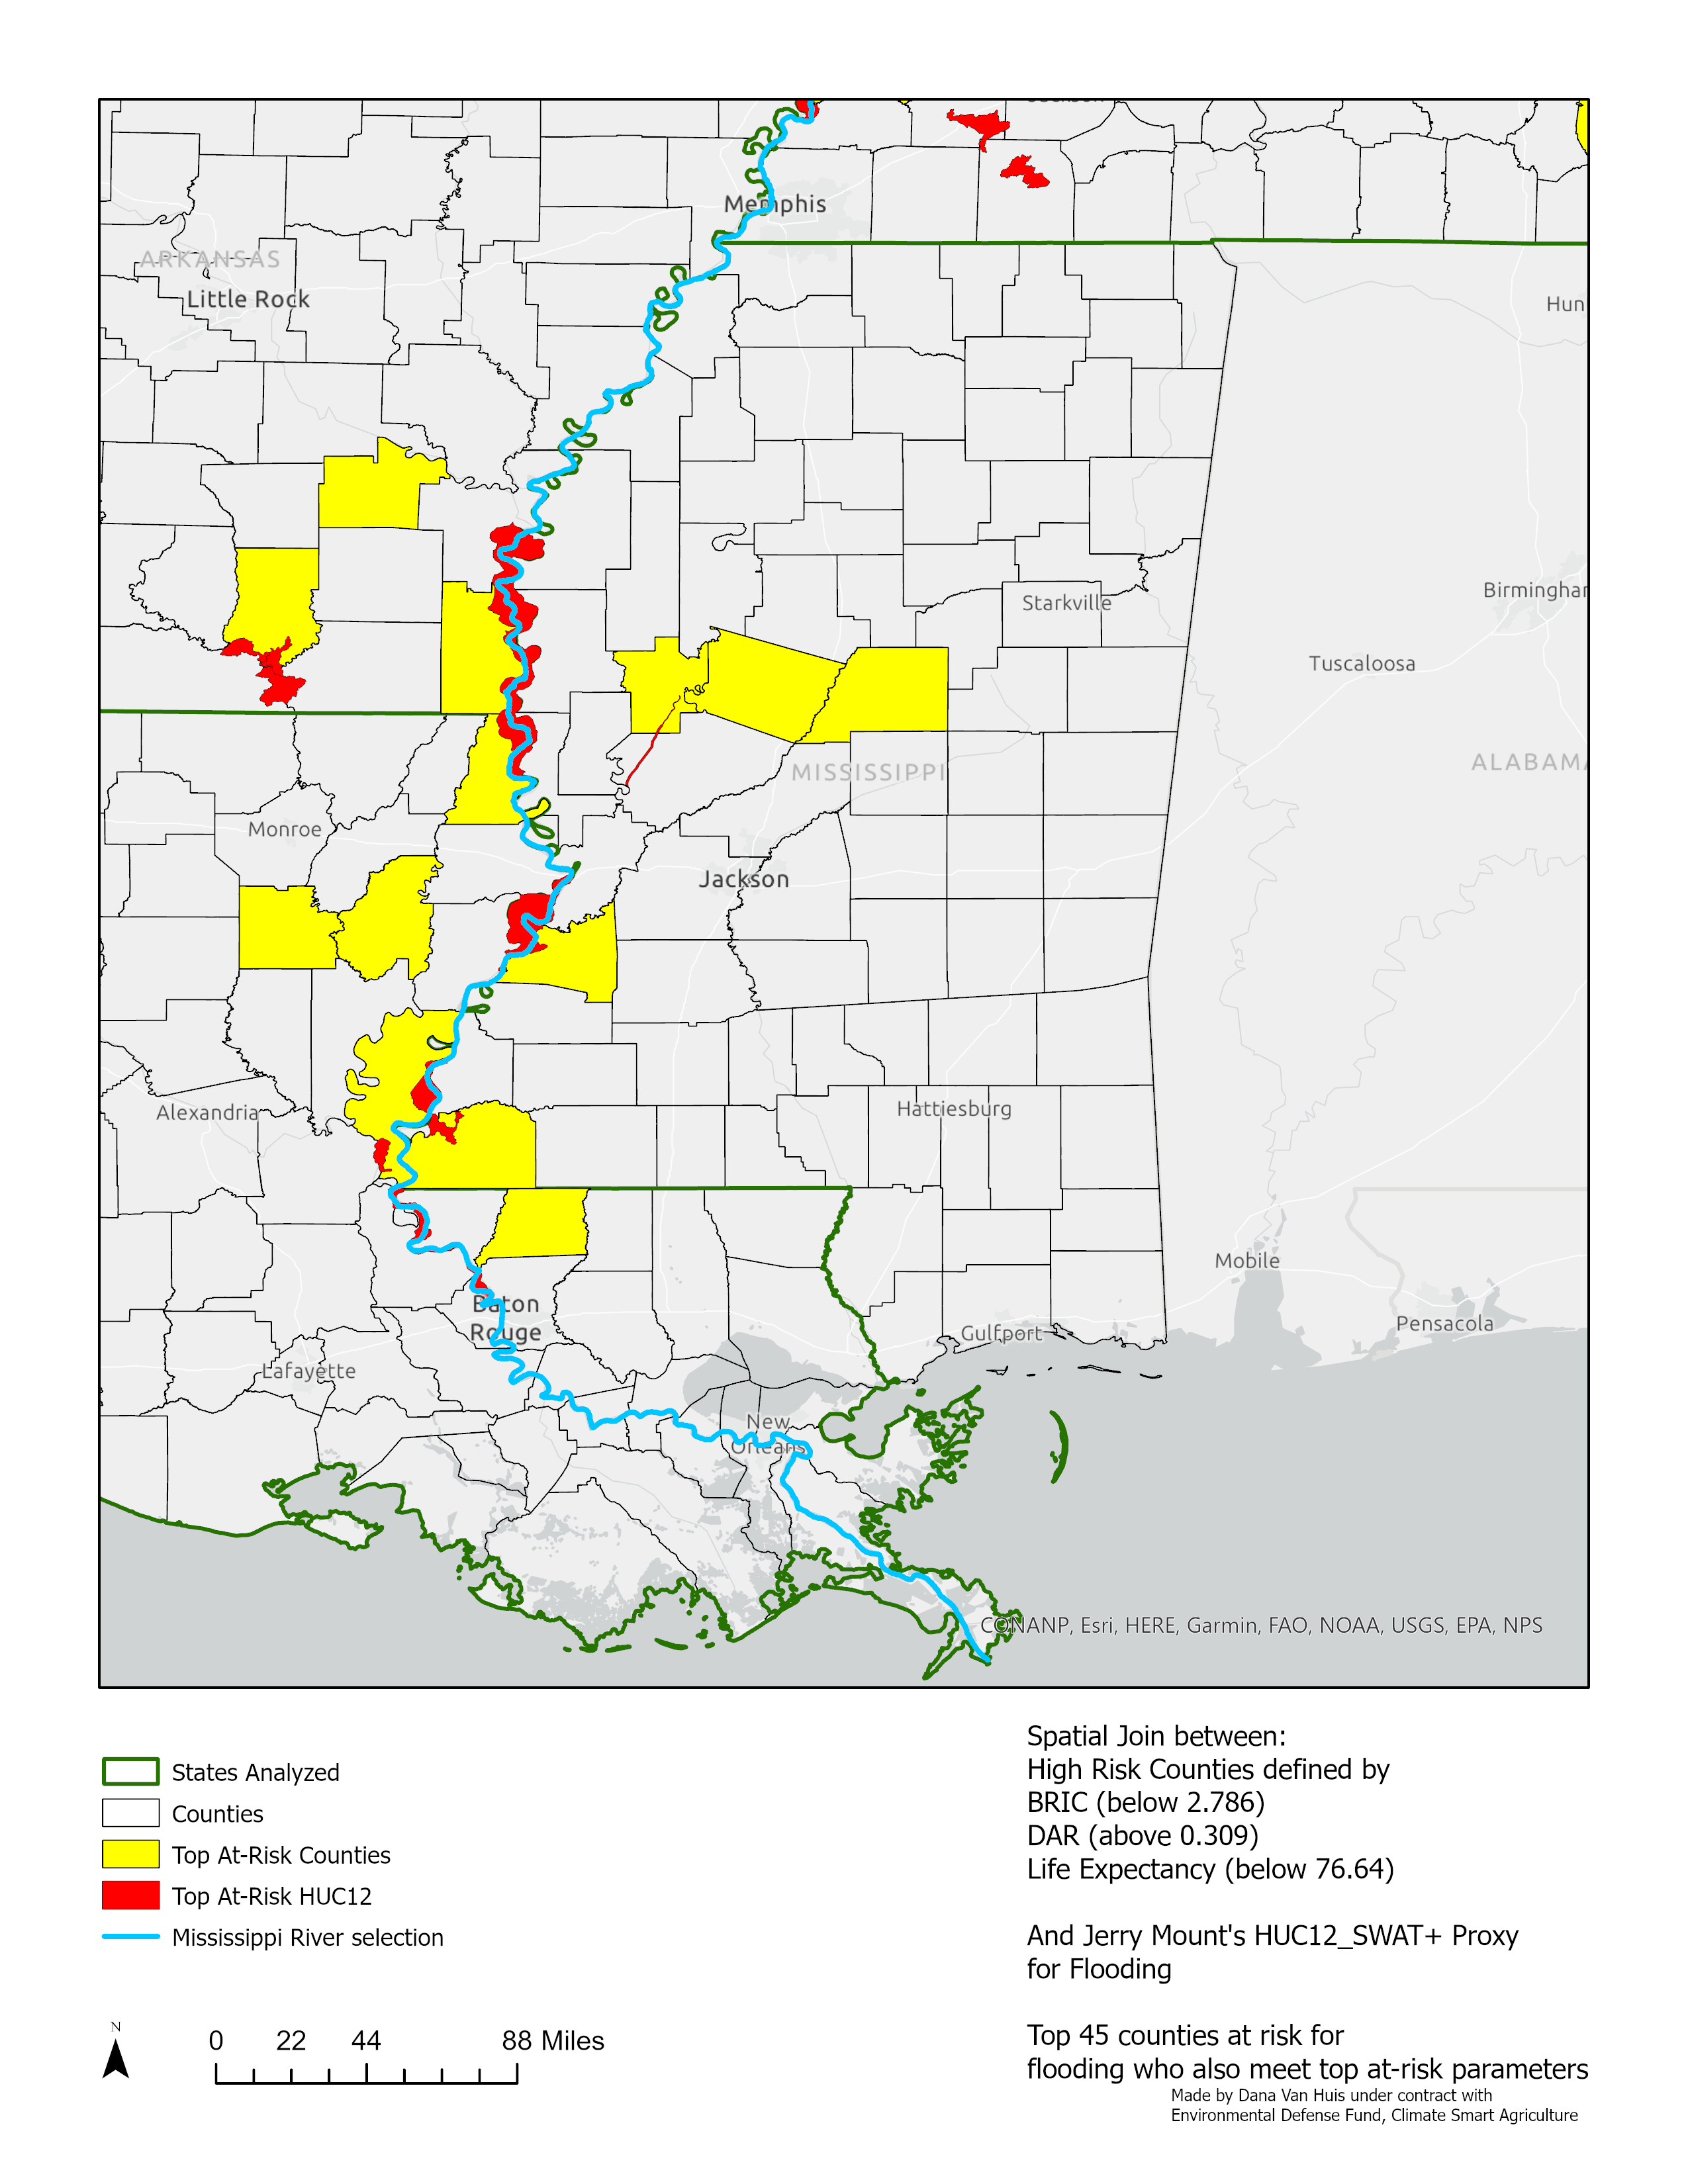 Memphis
ARKANSAS
Little Rock
Hun
Birminghar
Starkville
Tuscaloosa
MISSISSIPPI
ALABAMA
Monroe
Jackson
Alexandria
Hattiesburg
Mobile
Baton
Rouge
Gulfport
Pensacola
Lafayette
New
Orleans
CONANP, Esri, HERE, Garmin, FAO, NOAA, USGS, EPA, NPS
States Analyzed
Counties
Top At-Risk Counties
Top At-Risk HUC12
Mississippi River selection
N
0 22 44 88 Miles
Spatial Join between:
High Risk Counties defined by
BRIC (below 2.786)
DAR (above 0.309)
Life Expectancy (below 76.64)
And Jerry Mount's HUC12_SWAT+ Proxy
for Flooding
Top 45 counties at risk for
flooding who also meet top at-risk parameters
Made by Dana Van Huis under contract with
Environmental Defense Fund, Climate Smart Agriculture